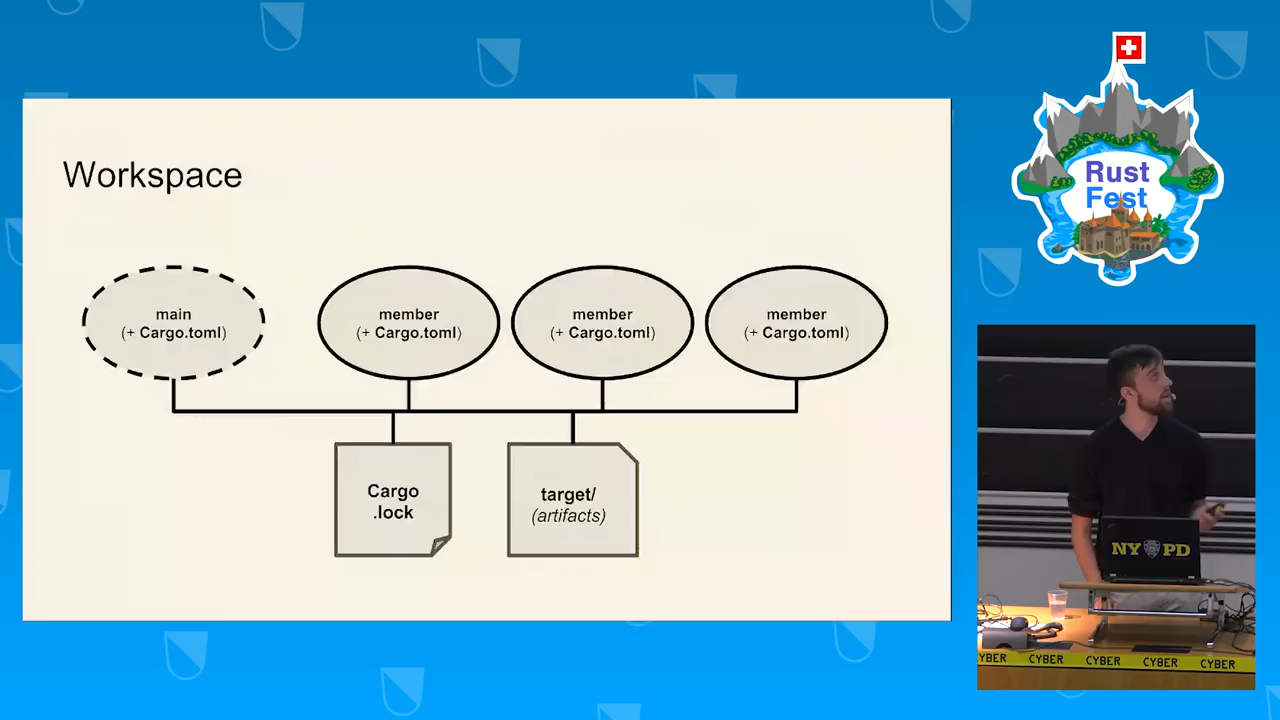 Workspace
main
(+ Cargo.toml)
member
(+ Cargo.toml)
member
(+ Cargo.toml)
member
(+ Cargo.toml)
Cargo
.lock
target/
(artifacts)
Rust
Fest
NY PD
CYBER CYBER CYBER CYBER CYBER